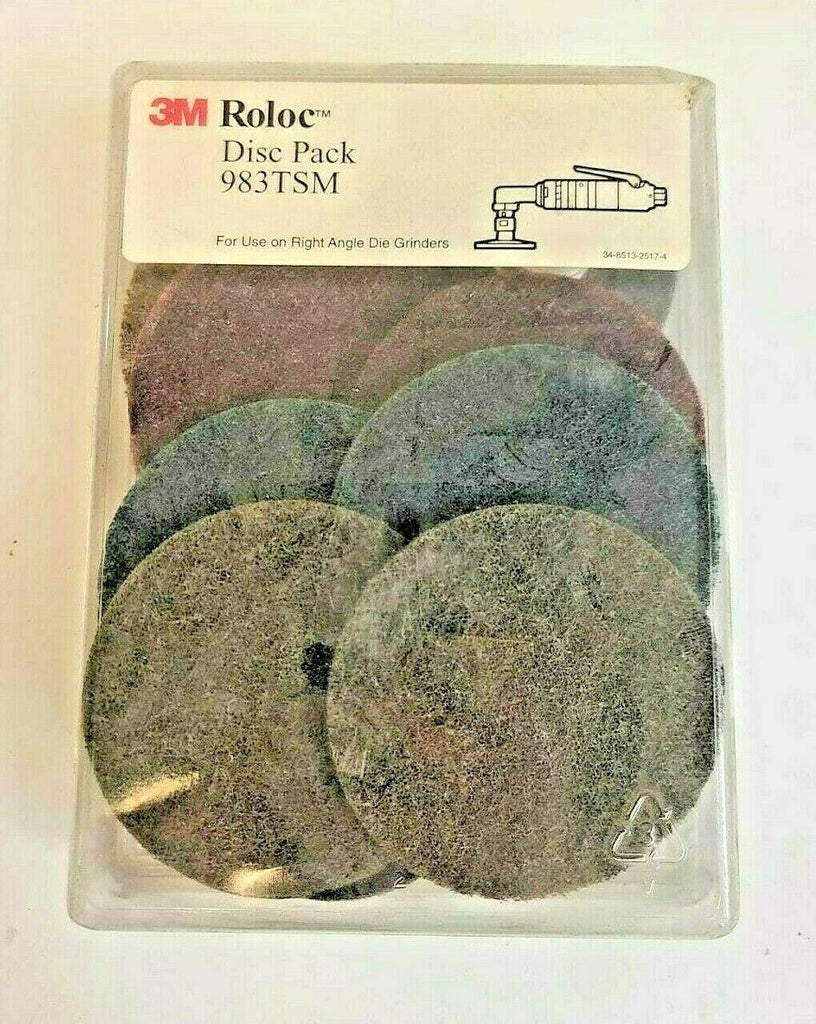 3M Roloc™
Disc Pack
983TSM
For Use on Right Angle Die Grinders
34-8513-2517-4